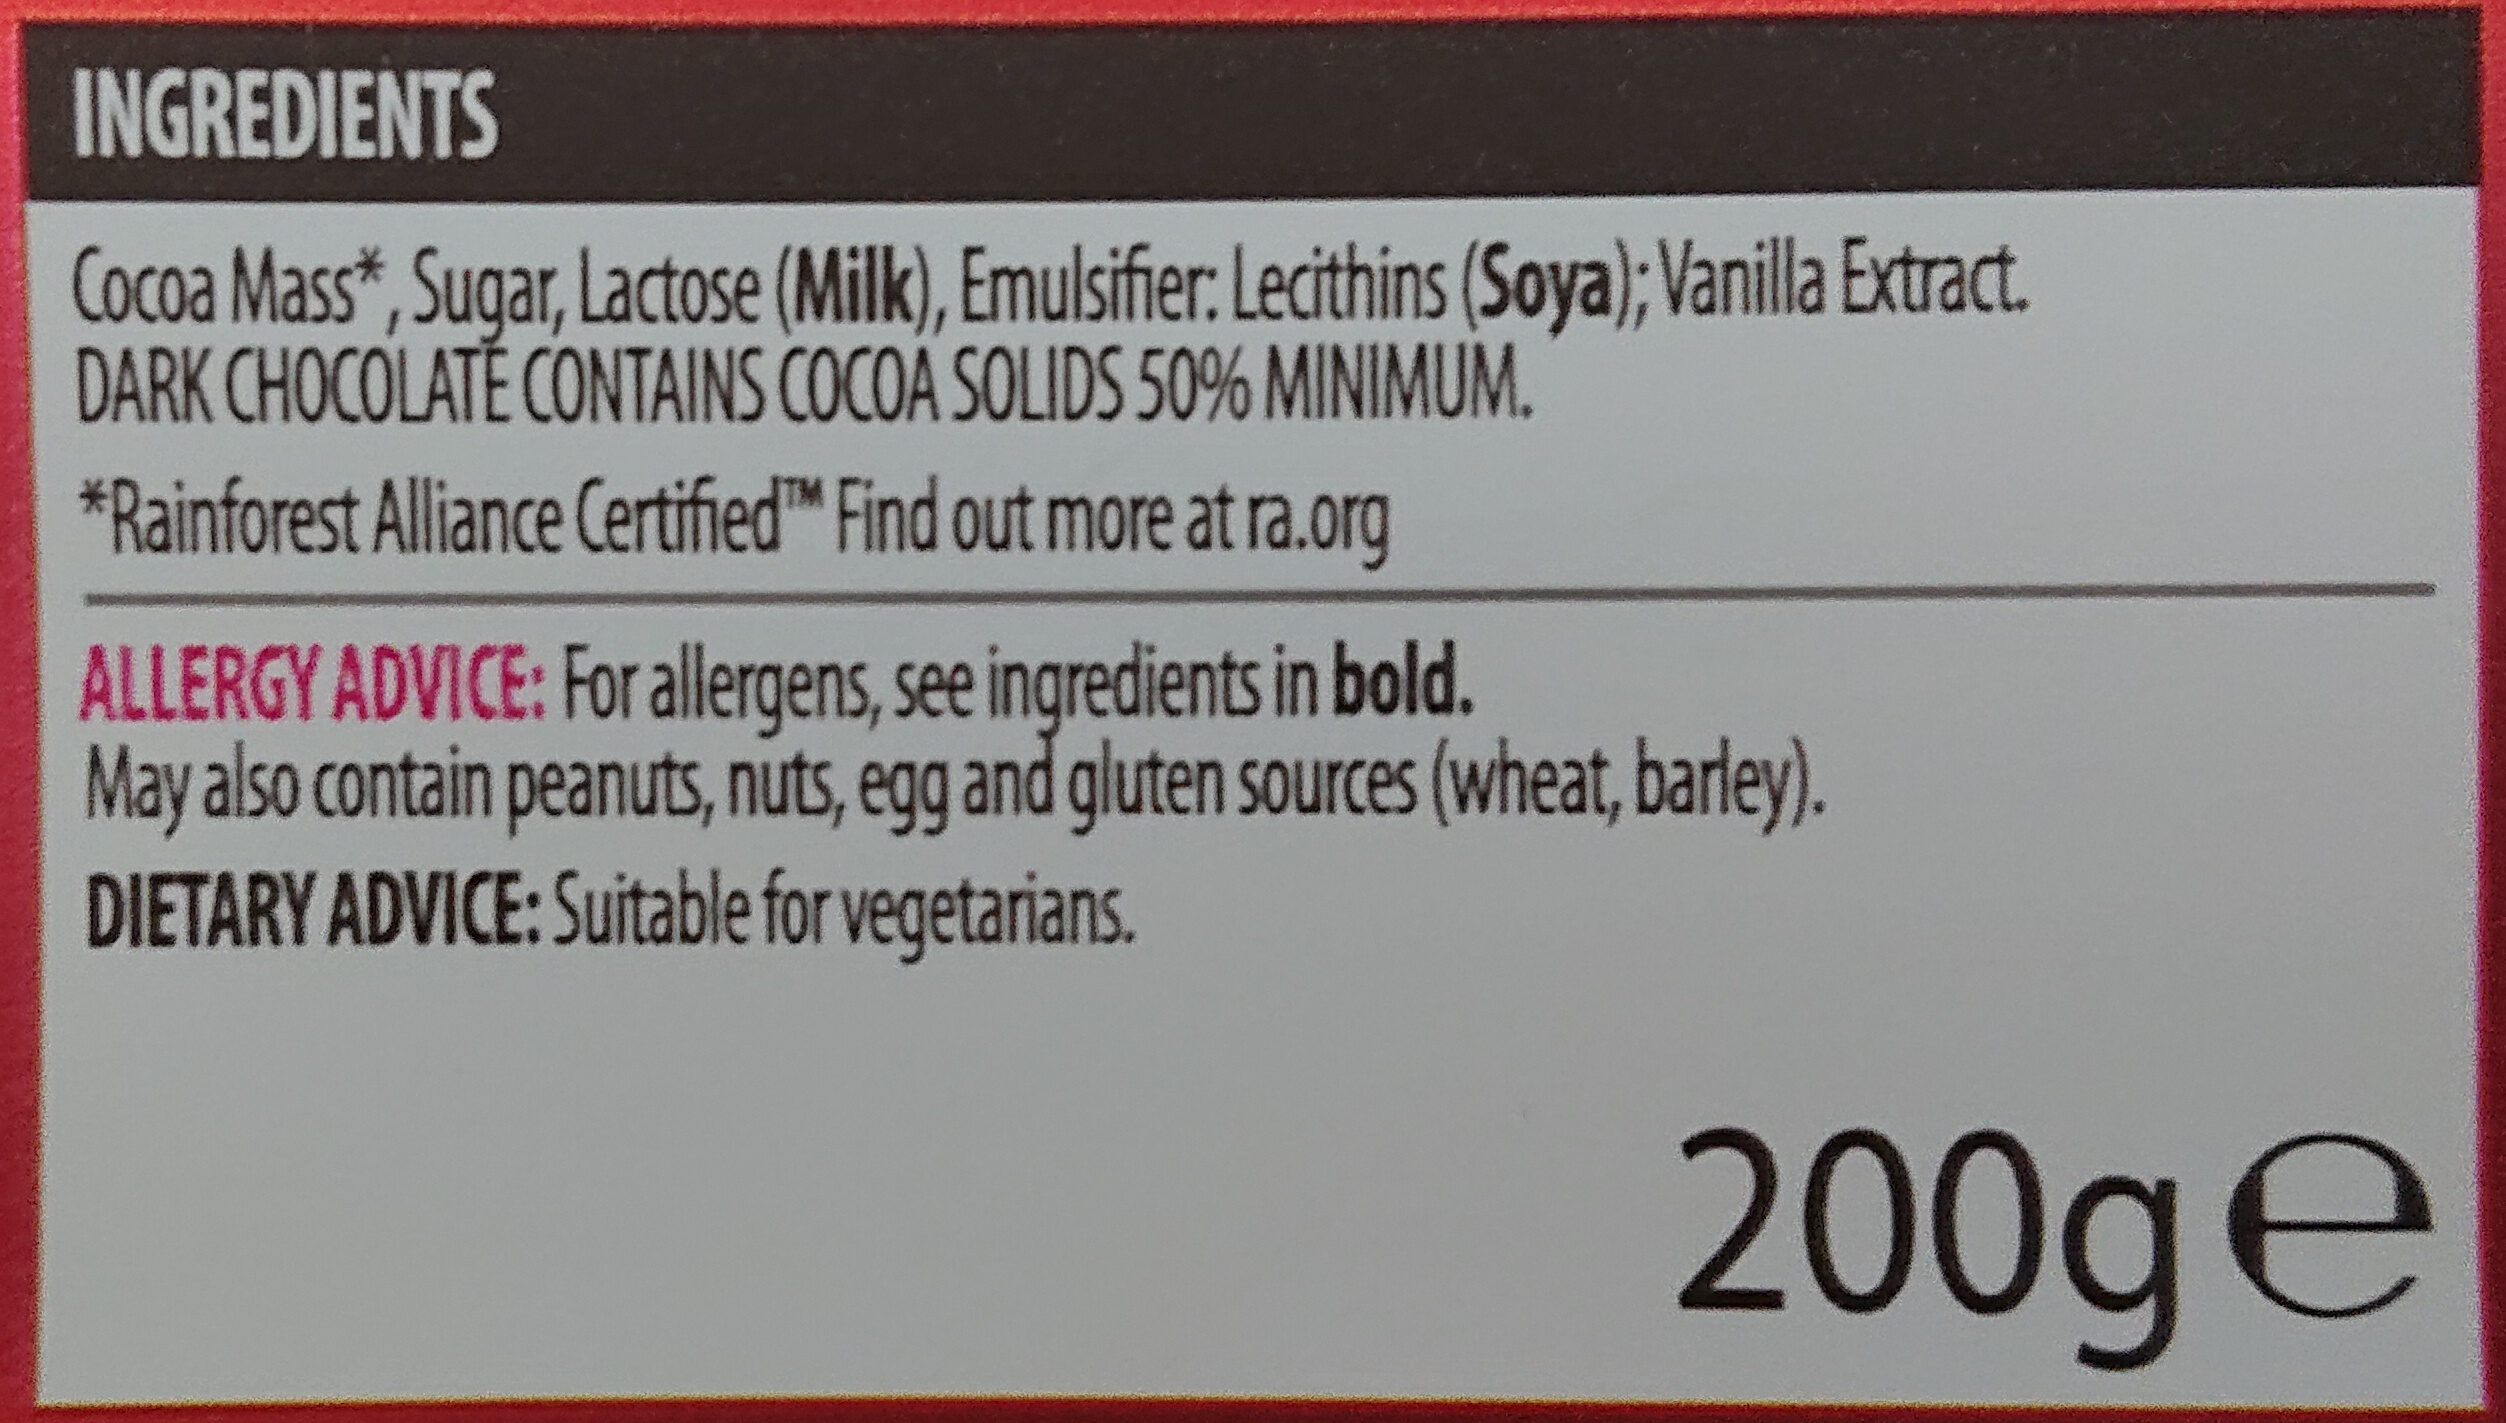 INGREDIENTS
Cocoa Mass*, Sugar, Lactose (Milk), Emulsifier: Lecithins (Soya); Vanilla Extract.
DARK CHOCOLATE CONTAINS COCOA SOLIDS 50% MINIMUM.
*Rainforest Alliance Certified™ Find out more at ra.org
ALLERGY ADVICE: For allergens, see ingredients in bold.
May also contain peanuts, nuts, egg and gluten sources (wheat, barley).
DIETARY ADVICE: Suitable for vegetarians.
200g ℮